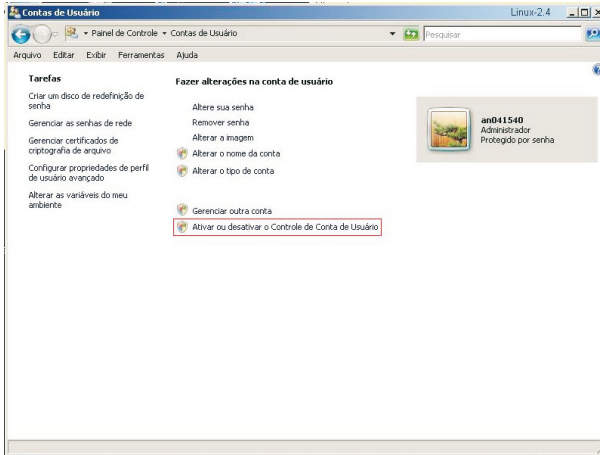 Contas de Usuário
Linux-2.4
Painel de Controle
Contas de Usuário
Pesquisar
Arquivo Editar Exibir Ferramentas Ajuda
Tarefas
Criar um disco de redefinição de
senha
Gerenciar as senhas de rede
Gerenciar certificados de
criptografia de arquivo
Configurar propriedades de perfil
de usuário avançado
Alterar as variáveis do meu
ambiente
Fazer alterações na conta de usuário
Altere sua senha
Remover senha
Alterar a imagem
Alterar o nome da conta
Alterar o tipo de conta
Gerenciar outra conta
Ativar ou desativar o Controle de Conta de Usuário
an041540
Administrador
Protegido por senha